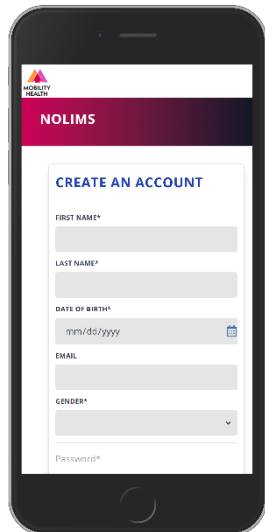 MOBILITY
HEALTH
NOLIMS
CREATE AN ACCOUNT
FIRST NAME*
LAST NAME*
DATE OF BIRTH*
mm/dd/yyyy
EMAIL
GENDER*
Password*